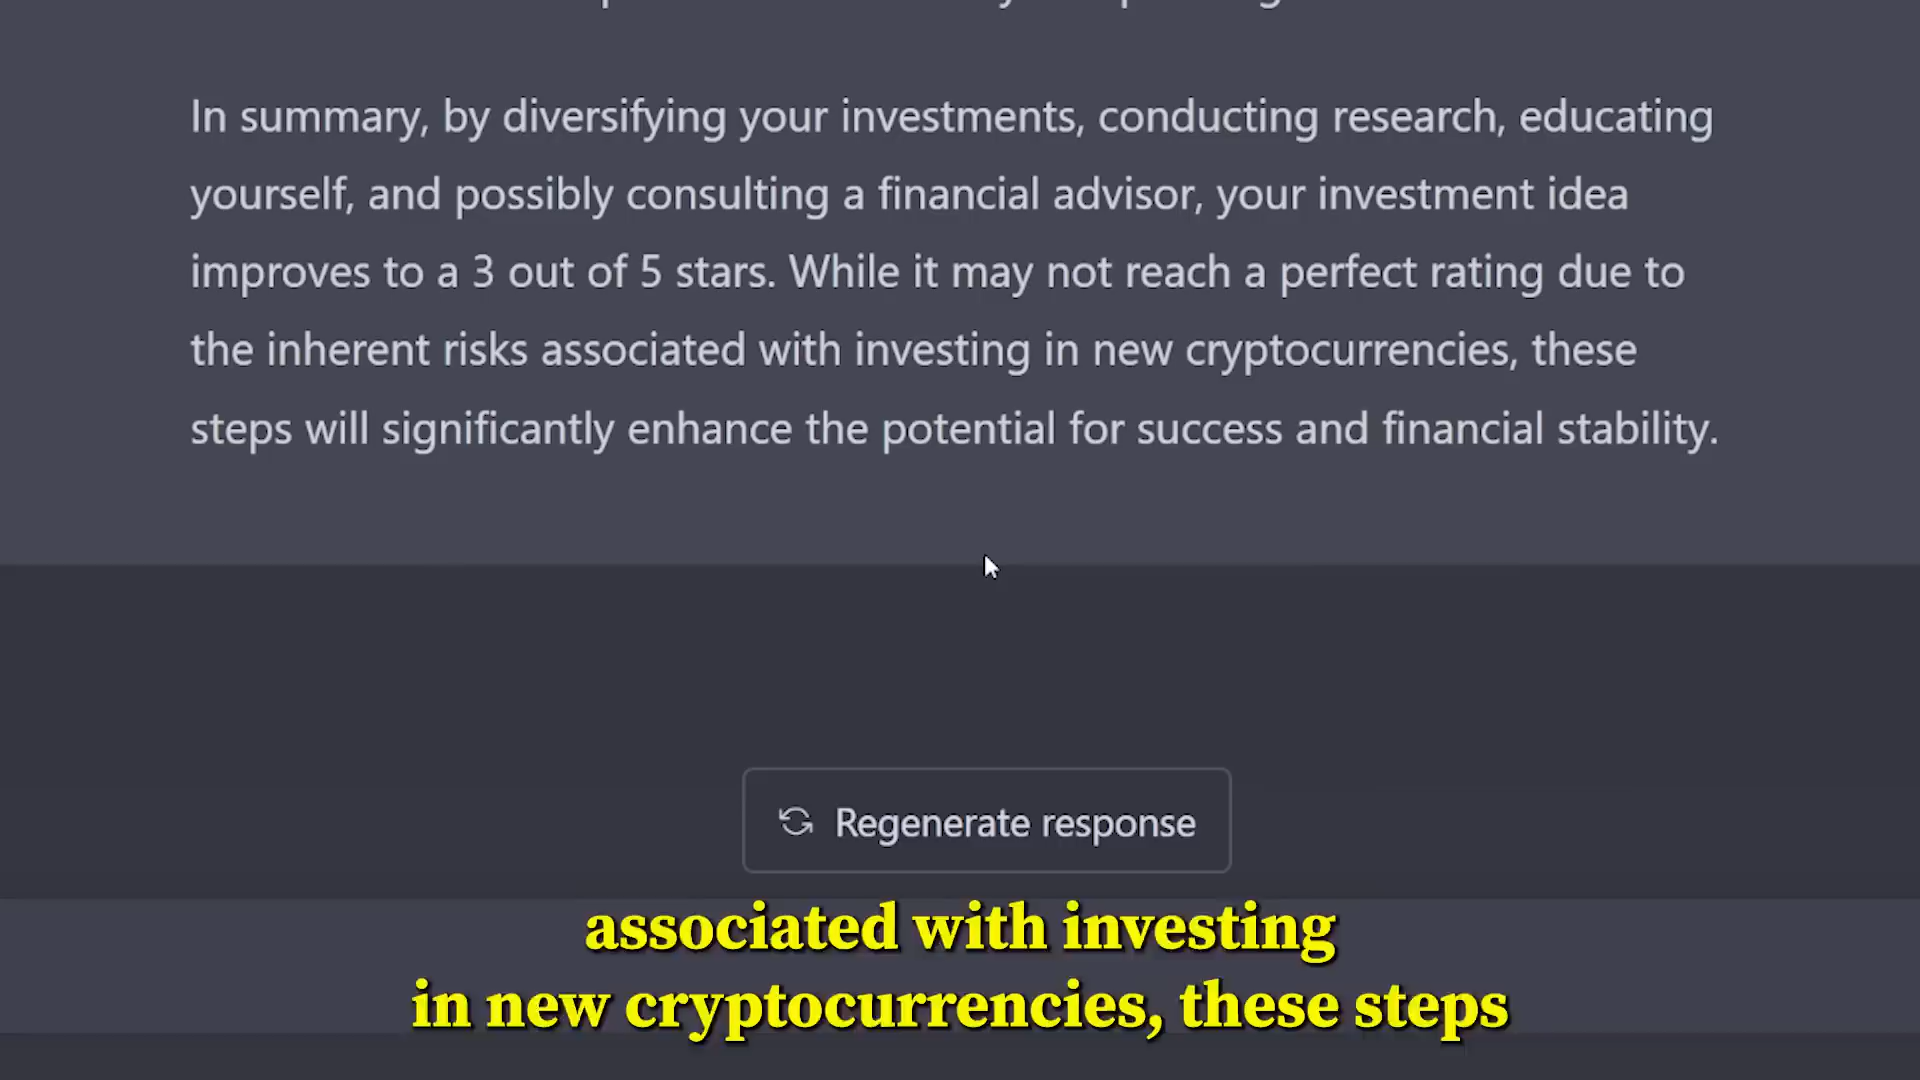 In summary, by diversifying your investments, conducting research, educating
yourself, and possibly consulting a financial advisor, your investment idea
improves to a 3 out of 5 stars. While it may not reach a perfect rating due to
the inherent risks associated with investing in new cryptocurrencies, these
steps will significantly enhance the potential for success and financial stability.
Regenerate response
associated with investing
in new cryptocurrencies, these steps